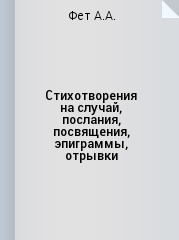 Фет А.А.
Стихотворения
на случай,
послания,
посвящения,
эпиграммы,
отрывки